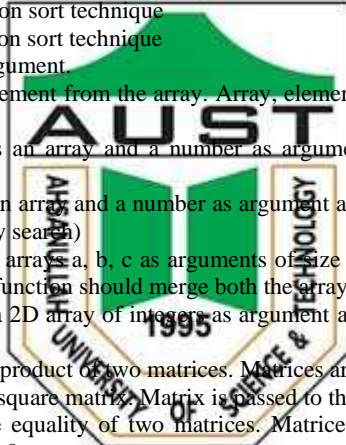 on sort technique
on sort technique
gument.
ement from the array. Array, elemen
AUST
s an array and a number as argume
n array and a number as argument a
y search)
arrays a, b, c as arguments of size
function should merge both the array
a 2D array of integers as argument a
1995
product of two matrices. Matrices ar
square matrix. Matrix is passed to th
e equality of two matrices. Matrice
AHSANULLAH UNIVERSITY OF SCIENCE & TECHNOLOGY